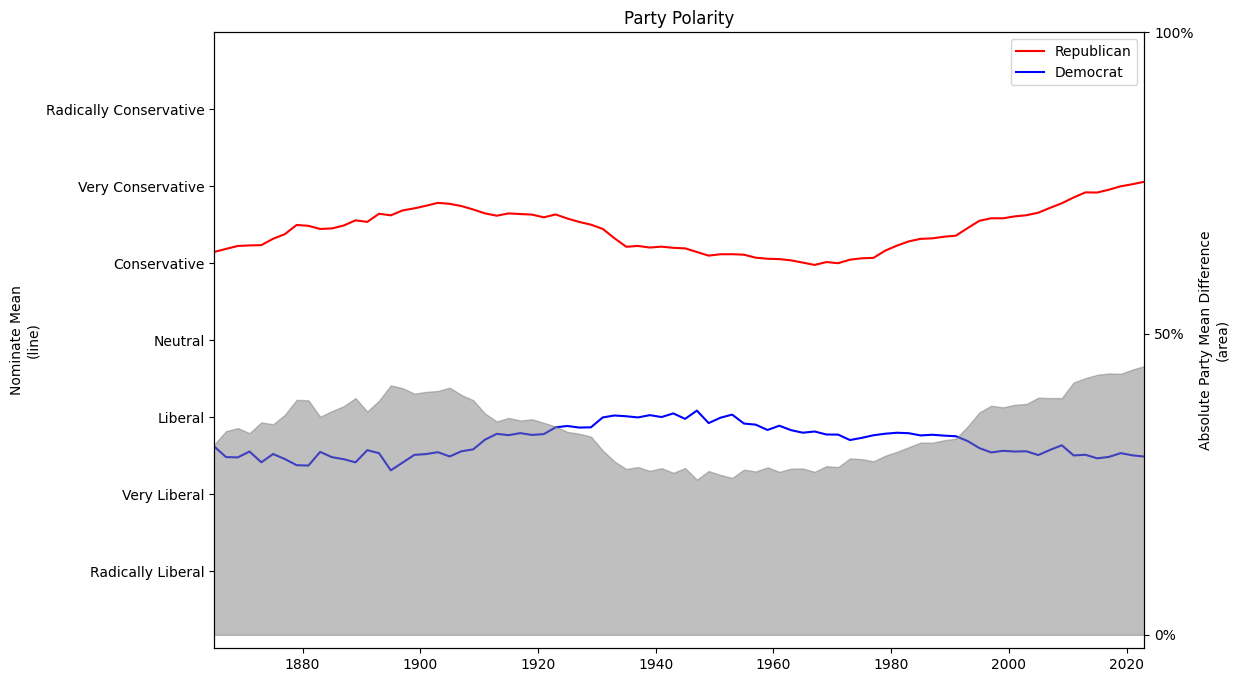 Party Polarity
Republican
Democrat
Radically Conservative
Very Conservative
Conservative
Neutral
Liberal
Very Liberal
Radically Liberal
Nominate Mean
(line)
100%
50%
0%
Absolute Party Mean Difference
(area)
1880
1900
1920
1940
1960
1980
2000
2020